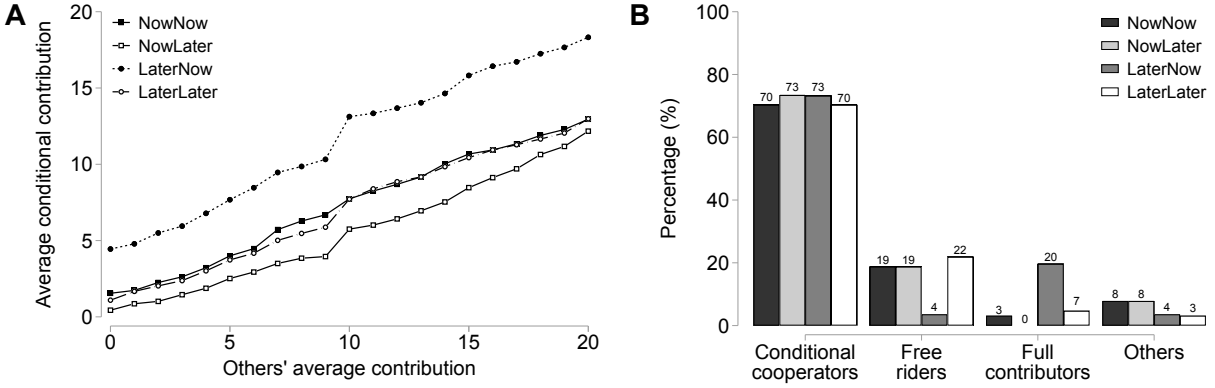 A
Average conditional contribution
20
15
10
5
0
NowNow
NowLater
LaterNow
LaterLater
0 5 10 15 20
Others' average contribution
B
Percentage (%)
100
80
60
40
20
0
NowNow
NowLater
LaterNow
LaterLater
70 73 73 70
19 19 4 22
3 0 20 7
8 8 4 3
Conditional cooperators
Free riders
Full contributors
Others